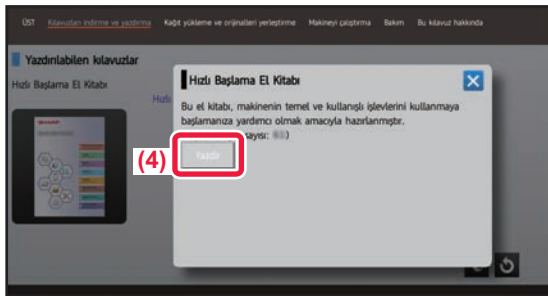 ÜST Kılavuzları indirme ve yazdırma Kağıt yükleme ve orijinalleri yerleştirme Makineyi çalıştırma Bakım Bu kılavuz hakkında
Yazdırılabilen kılavuzlar
Hızlı Başlama El Kitabı
Hızlı
Hızlı Başlama El Kitabı
Bu el kitabı, makinenin temel ve kullanışlı işlevlerini kullanmaya
başlamanıza yardımcı olmak amacıyla hazırlanmıştır.
sayısı:
(4)
Yazdır